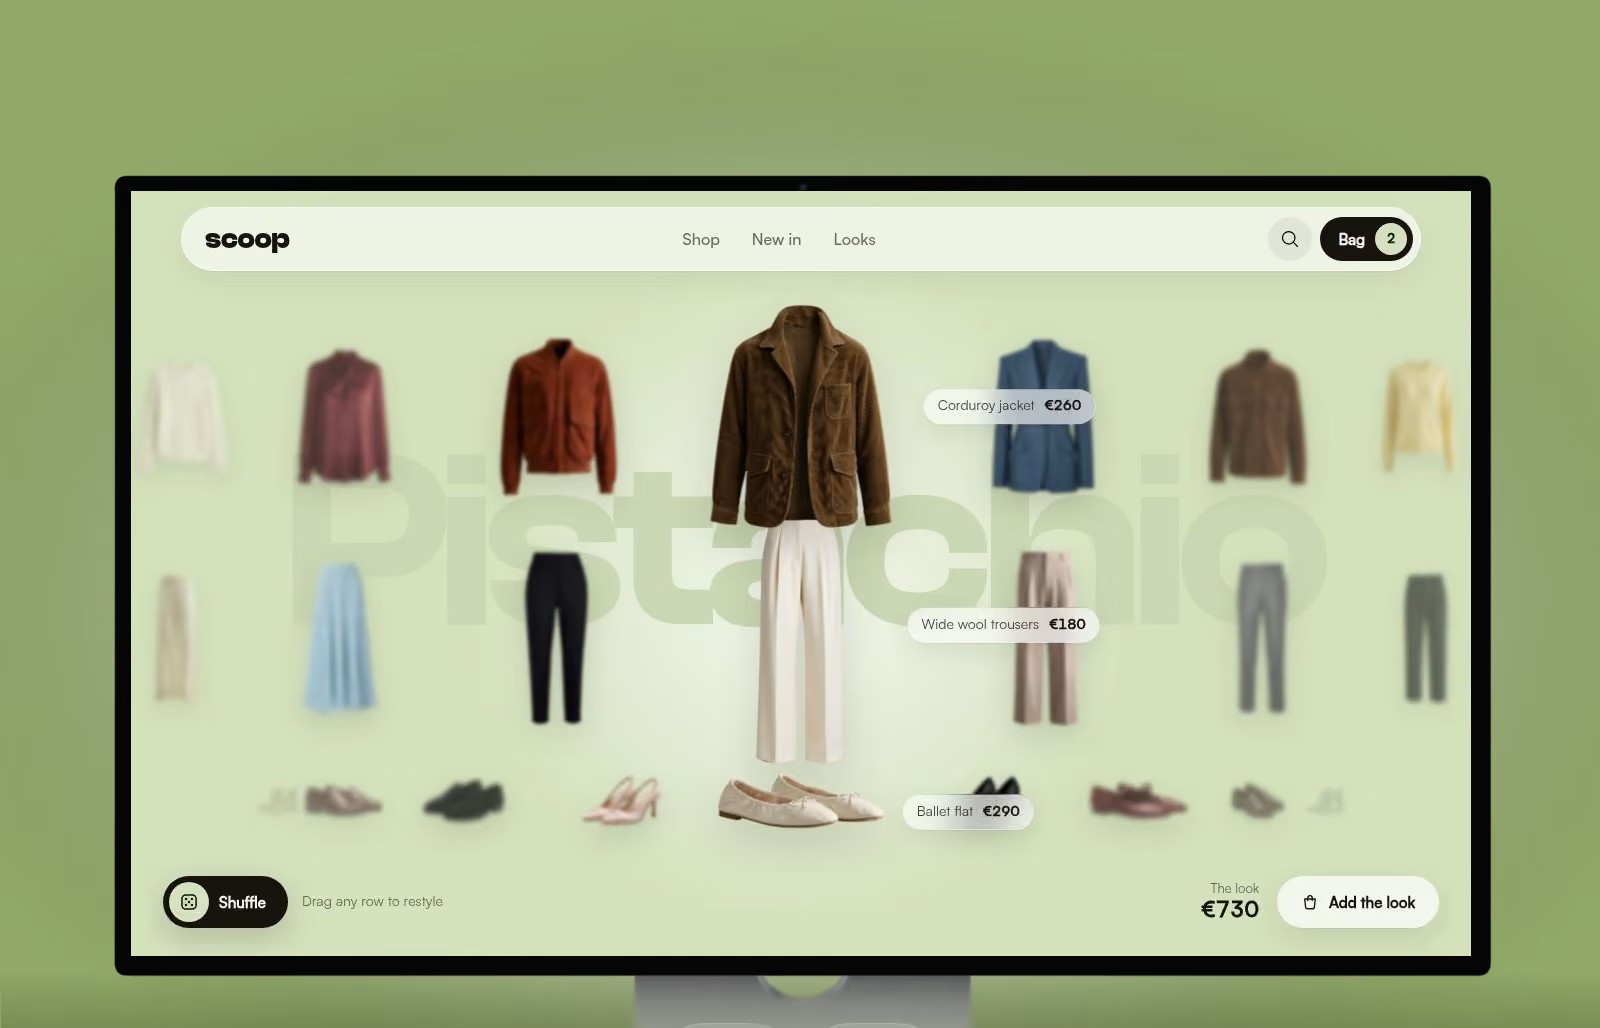 scoop
Shop New in Looks
Bag 2
Corduroy jacket €260
Pistachio
Wide wool trousers €180
Ballet flat €290
Shuffle
Drag any row to restyle
The look
€730
Add the look